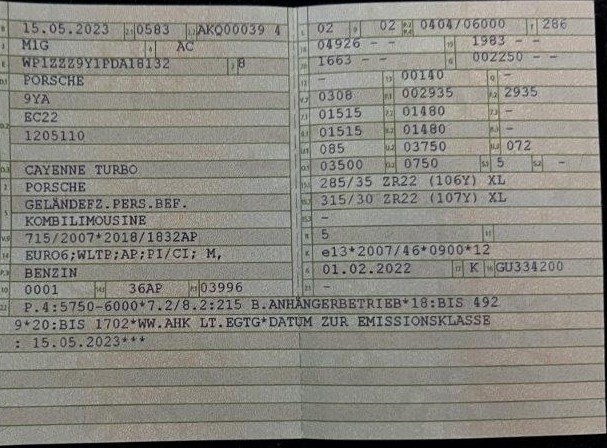 15.05.2023 0583 AKQ00039 4
M1G AC
WP1ZZZ9Y1PDA18132 8
PORSCHE
9YA
EC22
1205110
CAYENNE TURBO
PORSCHE
GELÄNDEFZ.PERS.BEF.
KOMBILIMOUSINE
715/2007*2018/1832AP
EURO6;WLTP;AP;PI/CI; M,
BENZIN
0001 36AP 03996
02 02 0404/06000 286
04926 - - 1983 - -
1663 - - 002250 - -
- 00140 -
0308 002935 2935
01515 01480 -
01515 01480 -
085 03750 072
03500 0750 5 -
285/35 ZR22 (106Y) XL
315/30 ZR22 (107Y) XL
-
5
e13*2007/46*0900*12
01.02.2022 K GU334200
-
P.4:5750-6000*7.2/8.2:215 B.ANHÄNGERBETRIEB*18:BIS 492
9*20:BIS 1702*WW.AHK LT.EGTG*DATUM ZUR EMISSIONSKLASSE
: 15.05.2023***